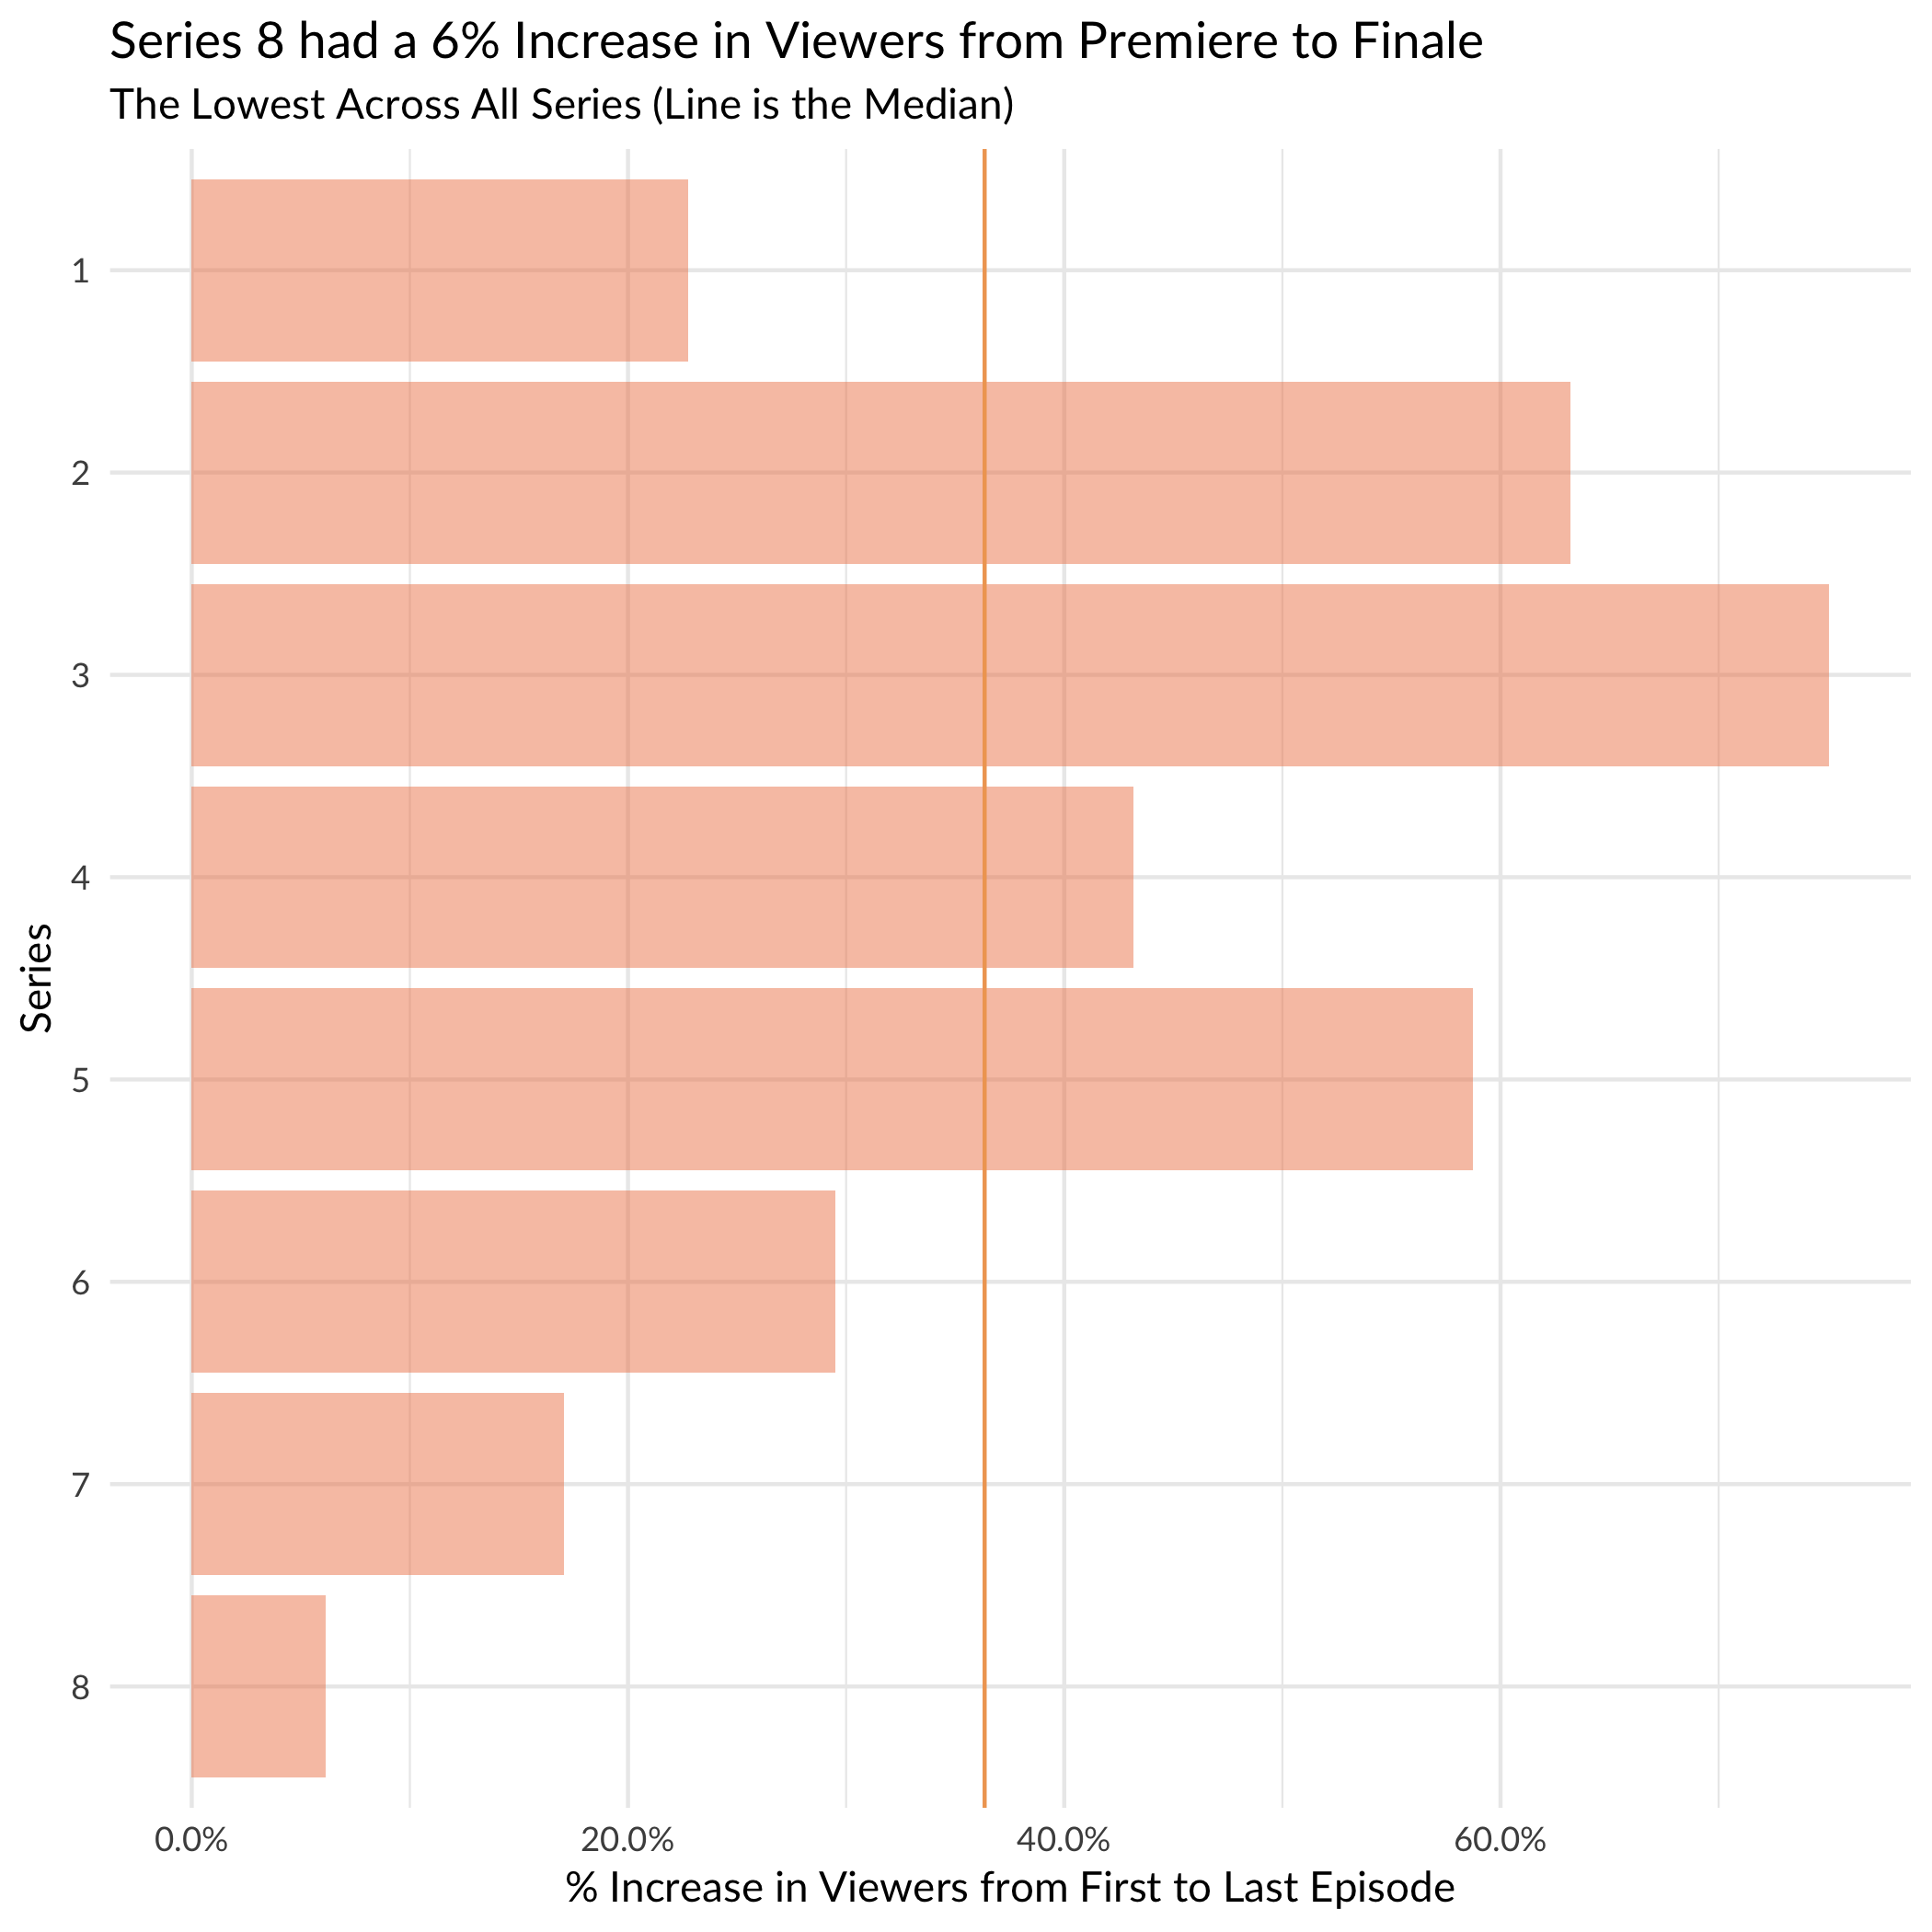 Series 8 had a 6% Increase in Viewers from Premiere to Finale
The Lowest Across All Series (Line is the Median)
1
2
3
4
5
6
7
8
Series
0.0% 20.0% 40.0% 60.0%
% Increase in Viewers from First to Last Episode